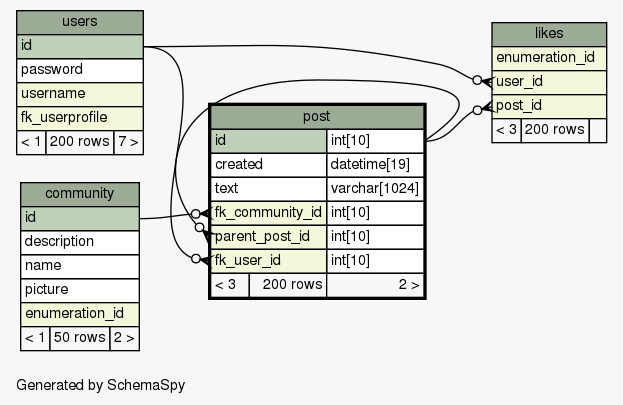 users
id
password
username
fk_userprofile
< 1 200 rows 7 >
community
id
description
name
picture
enumeration_id
< 1 50 rows 2 >
post
id int[10]
created datetime[19]
text varchar[1024]
fk_community_id int[10]
parent_post_id int[10]
fk_user_id int[10]
< 3 200 rows 2 >
likes
enumeration_id
user_id
post_id
< 3 200 rows
Generated by SchemaSpy